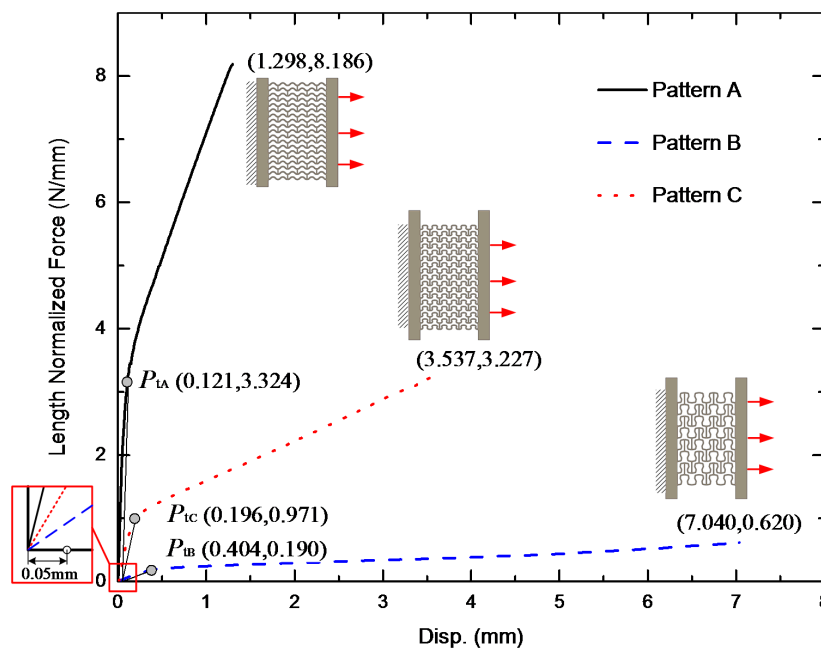 (1.298,8.186)
Pattern A
Pattern B
Pattern C
(3.537,3.227)
PtA (0.121,3.324)
PtC (0.196,0.971)
PtB (0.404,0.190)
(7.040,0.620)
0.05mm
8
6
4
2
0
0 1 2 3 4 5 6 7 8
Length Normalized Force (N/mm)
Disp. (mm)